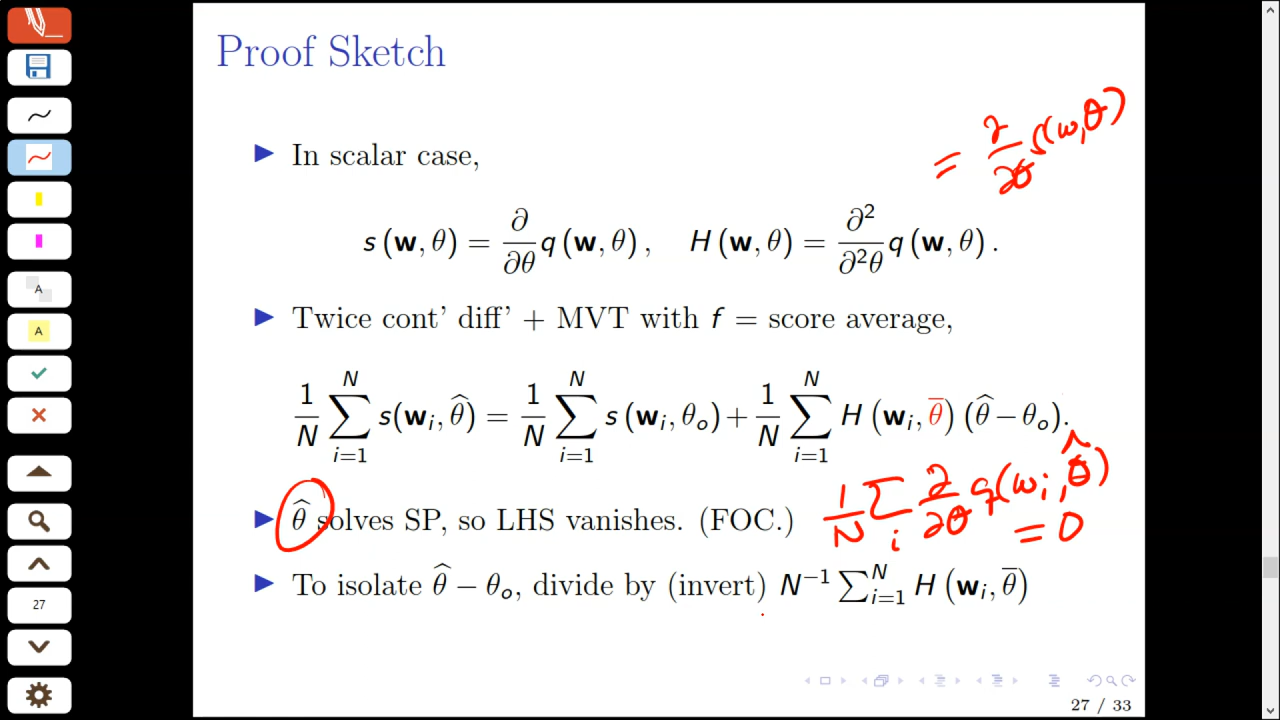 Proof Sketch
= ∂/∂θ s(w, θ)
▶ In scalar case,
s (w, θ) = ∂/∂θ q (w, θ) , H (w, θ) = ∂²/∂²θ q (w, θ) .
▶ Twice cont' diff' + MVT with f = score average,
1/N ∑_{i=1}^{N} s(w_i, θ̂) = 1/N ∑_{i=1}^{N} s (w_i, θ_o) + 1/N ∑_{i=1}^{N} H (w_i, θ̄) (θ̂ − θ_o).
▶ θ̂ solves SP, so LHS vanishes. (FOC.)
1/N ∑_i ∂/∂θ q(w_i, θ̂)
= 0
▶ To isolate θ̂ − θ_o, divide by (invert) N⁻¹ ∑_{i=1}^{N} H (w_i, θ̄)
27 / 33
A
A
27